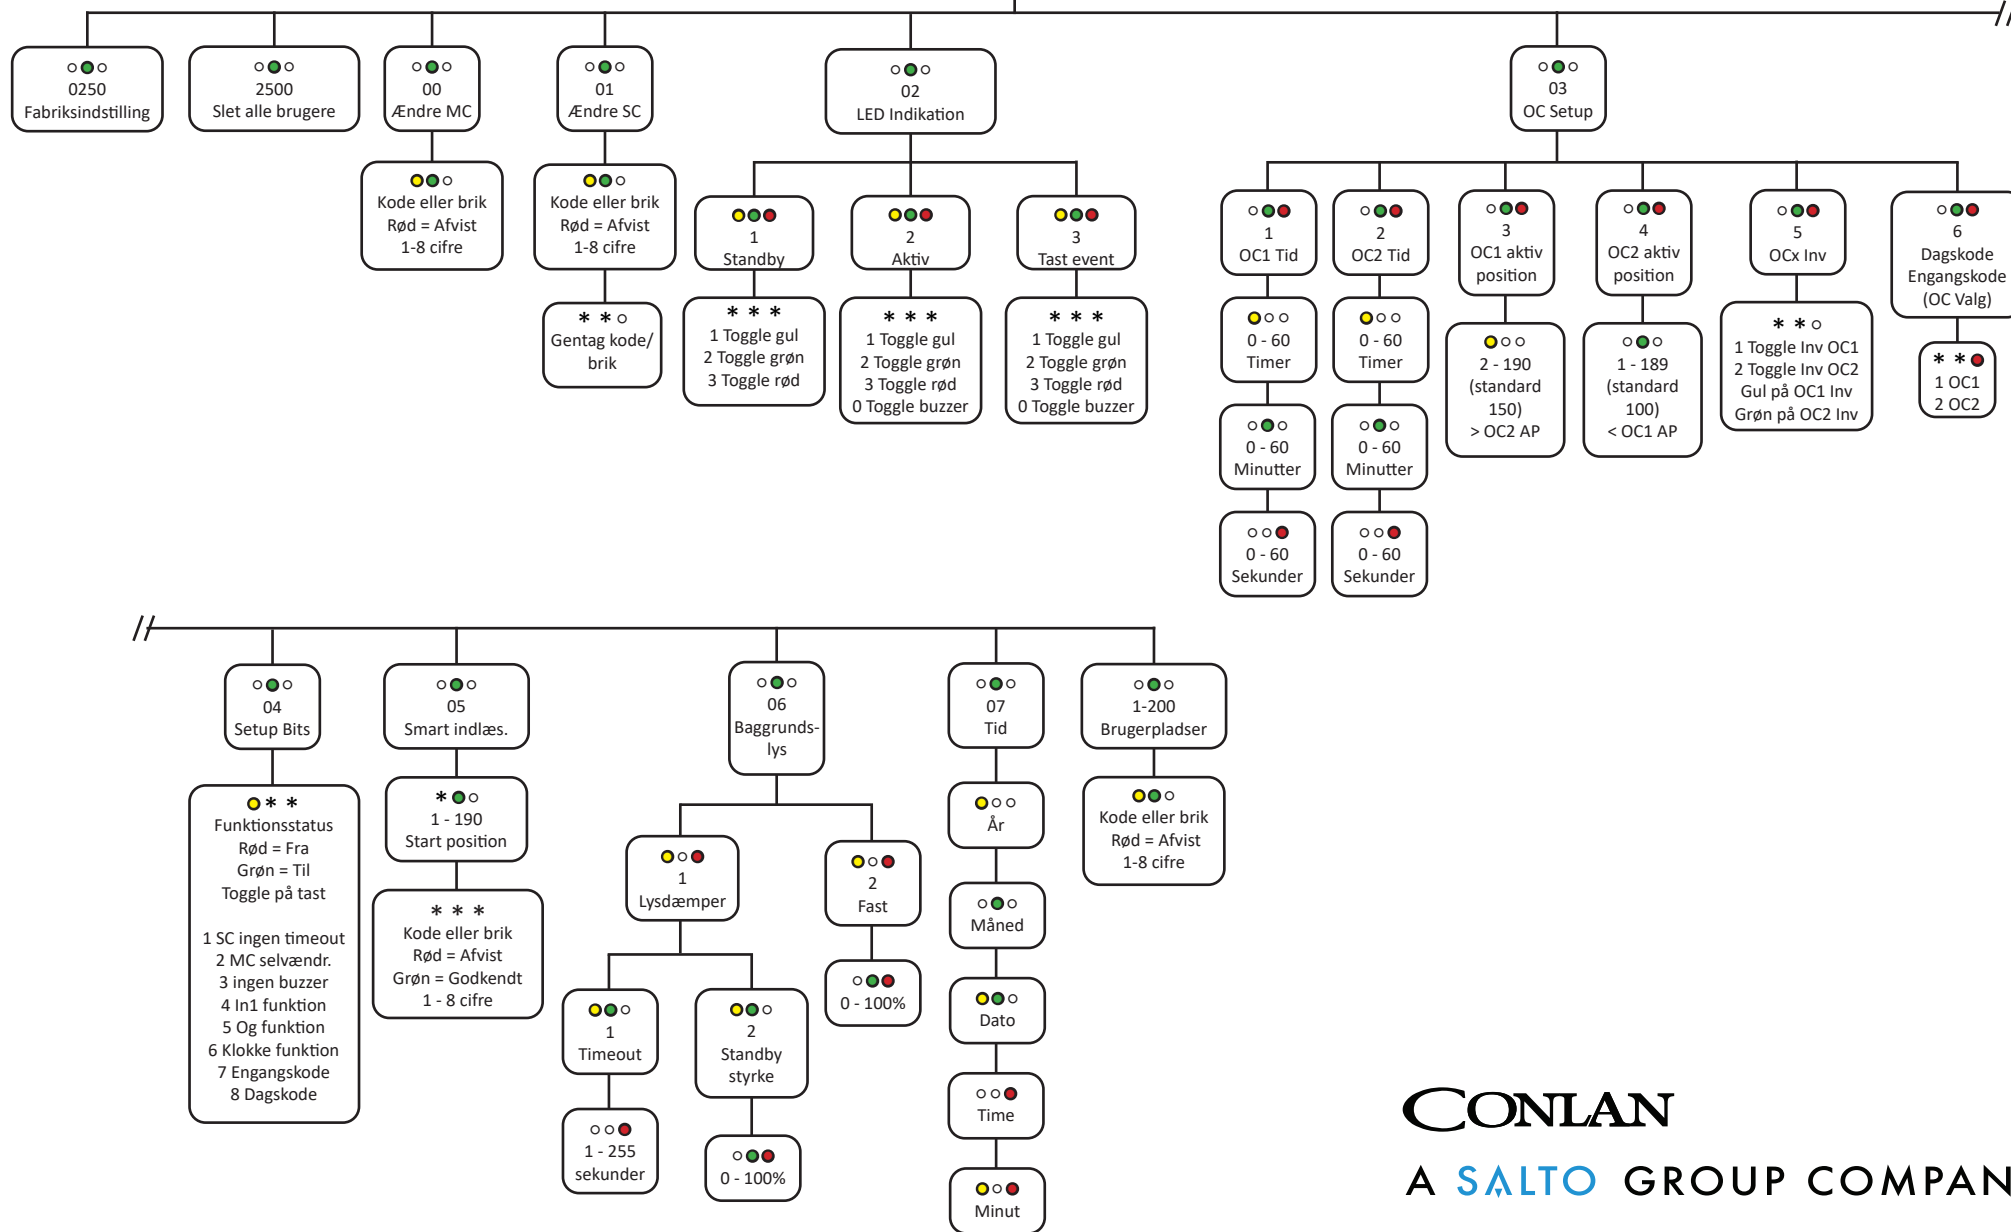 0250
Fabriksindstilling
2500
Slet alle brugere
00
Ændre MC
Kode eller brik
Rød = Afvist
1-8 cifre
01
Ændre SC
Kode eller brik
Rød = Afvist
1-8 cifre
* *
Gentag kode/
brik
02
LED Indikation
1
Standby
* * *
1 Toggle gul
2 Toggle grøn
3 Toggle rød
2
Aktiv
* * *
1 Toggle gul
2 Toggle grøn
3 Toggle rød
0 Toggle buzzer
3
Tast event
* * *
1 Toggle gul
2 Toggle grøn
3 Toggle rød
0 Toggle buzzer
03
OC Setup
1
OC1 Tid
0 - 60
Timer
0 - 60
Minutter
0 - 60
Sekunder
2
OC2 Tid
0 - 60
Timer
0 - 60
Minutter
0 - 60
Sekunder
3
OC1 aktiv
position
2 - 190
(standard
150)
> OC2 AP
4
OC2 aktiv
position
1 - 189
(standard
100)
< OC1 AP
5
OCx Inv
* *
1 Toggle Inv OC1
2 Toggle Inv OC2
Gul på OC1 Inv
Grøn på OC2 Inv
6
Dagskode
Engangskode
(OC Valg)
* *
1 OC1
2 OC2
04
Setup Bits
* *
Funktionsstatus
Rød = Fra
Grøn = Til
Toggle på tast
1 SC ingen timeout
2 MC selvændr.
3 ingen buzzer
4 In1 funktion
5 Og funktion
6 Klokke funktion
7 Engangskode
8 Dagskode
05
Smart indlæs.
*
1 - 190
Start position
* * *
Kode eller brik
Rød = Afvist
Grøn = Godkendt
1 - 8 cifre
06
Baggrunds-
lys
1
Lysdæmper
1
Timeout
1 - 255
sekunder
2
Standby
styrke
0 - 100%
2
Fast
0 - 100%
07
Tid
År
Måned
Dato
Time
Minut
1-200
Brugerpladser
Kode eller brik
Rød = Afvist
1-8 cifre
CONLAN
A SALTO GROUP COMPAN